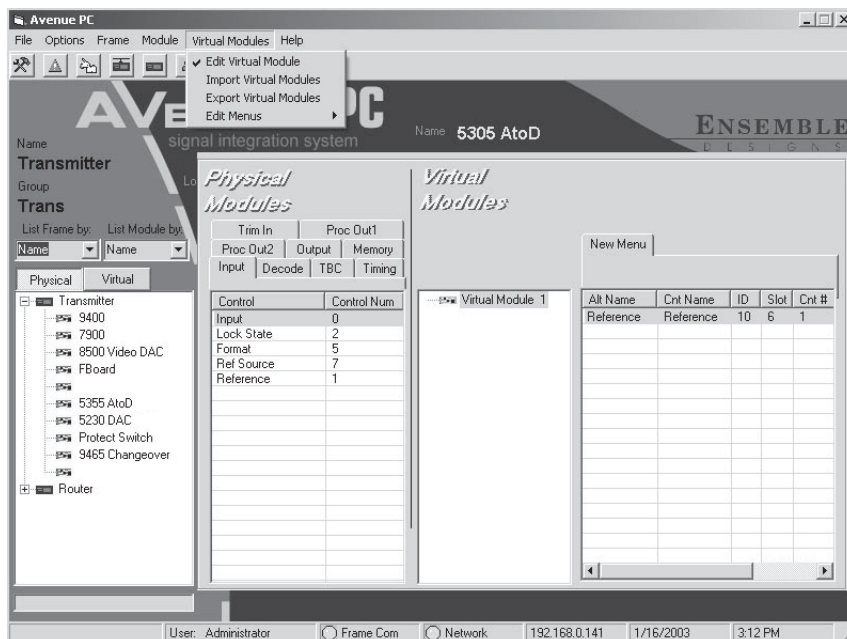 Avenue PC
File Options Frame Module Virtual Modules Help
Edit Virtual Module
Import Virtual Modules
Export Virtual Modules
Edit Menus
PC
signal integration system
Name 5305 AtoD
ENSEMBLE
DESIGNS
Name
Transmitter
Group
Trans
Lo
List Frame by: List Module by:
Name Name
Physical Virtual
Transmitter
9400
7900
8500 Video DAC
FBoard
5355 AtoD
5230 DAC
Protect Switch
9465 Changeover
Router
Physical
Modules
Trim In Proc Out1
Proc Out2 Output Memory
Input Decode TBC Timing
Control Control Num
Input 0
Lock State 2
Format 5
Ref Source 7
Reference 1
Virtual
Modules
Virtual Module 1
New Menu
Alt Name Cnt Name ID Slot Cnt #
Reference Reference 10 6 1
User: Administrator Frame Com Network 192.168.0.141 1/16/2003 3:12 PM